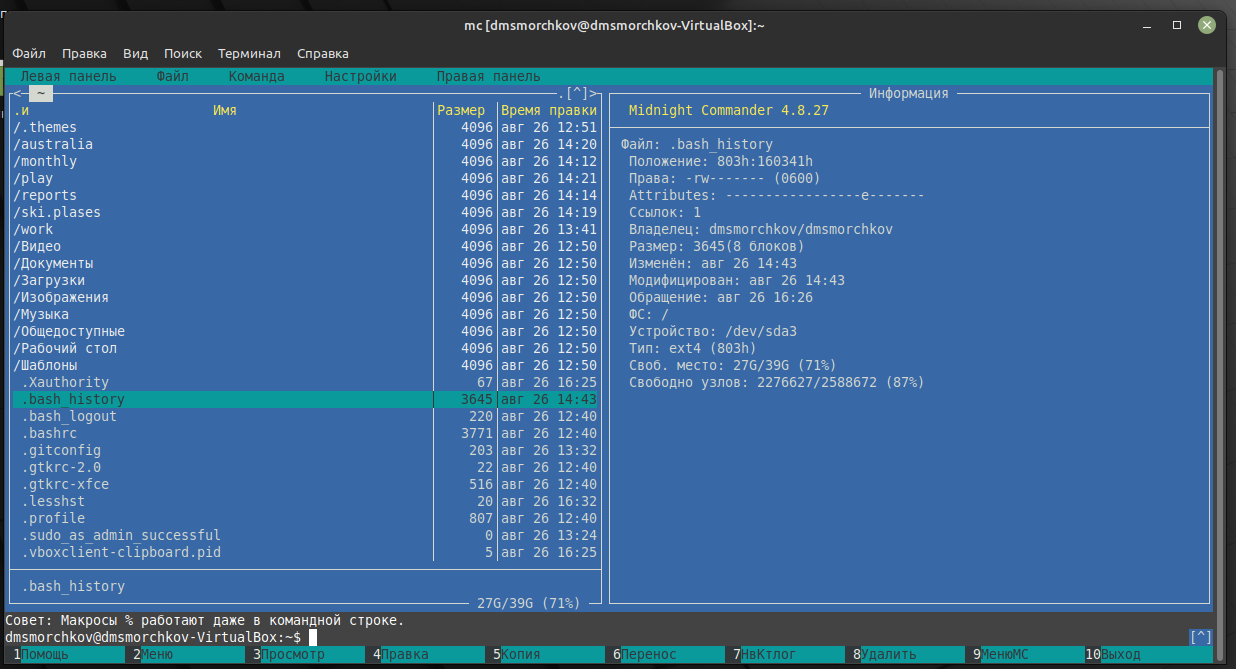 mc [dmsmorchkov@dmsmorchkov-VirtualBox]:~
Файл Правка Вид Поиск Терминал Справка
Левая панель Файл Команда Настройки Правая панель
<─ ~ .[^]>
.и Имя Размер Время правки
/.themes 4096 авг 26 12:51
/australia 4096 авг 26 14:20
/monthly 4096 авг 26 14:12
/play 4096 авг 26 14:21
/reports 4096 авг 26 14:14
/ski.plases 4096 авг 26 14:19
/work 4096 авг 26 13:41
/Видео 4096 авг 26 12:50
/Документы 4096 авг 26 12:50
/Загрузки 4096 авг 26 12:50
/Изображения 4096 авг 26 12:50
/Музыка 4096 авг 26 12:50
/Общедоступные 4096 авг 26 12:50
/Рабочий стол 4096 авг 26 12:50
/Шаблоны 4096 авг 26 12:50
.Xauthority 67 авг 26 16:25
.bash_history 3645 авг 26 14:43
.bash_logout 220 авг 26 12:40
.bashrc 3771 авг 26 12:40
.gitconfig 203 авг 26 13:32
.gtkrc-2.0 22 авг 26 12:40
.gtkrc-xfce 516 авг 26 12:40
.lesshst 20 авг 26 16:32
.profile 807 авг 26 12:40
.sudo_as_admin_successful 0 авг 26 13:24
.vboxclient-clipboard.pid 5 авг 26 16:25
.bash_history
27G/39G (71%)
Информация
Midnight Commander 4.8.27
Файл: .bash_history
Положение: 803h:160341h
Права: -rw------- (0600)
Attributes: -----------------e-------
Ссылок: 1
Владелец: dmsmorchkov/dmsmorchkov
Размер: 3645(8 блоков)
Изменён: авг 26 14:43
Модифицирован: авг 26 14:43
Обращение: авг 26 16:26
ФС: /
Устройство: /dev/sda3
Тип: ext4 (803h)
Своб. место: 27G/39G (71%)
Свободно узлов: 2276627/2588672 (87%)
Совет: Макросы % работают даже в командной строке.
dmsmorchkov@dmsmorchkov-VirtualBox:~$ [^]
1Помощь 2Меню 3Просмотр 4Правка 5Копия 6Перенос 7НвКтлог 8Удалить 9МенюМС 10Выход